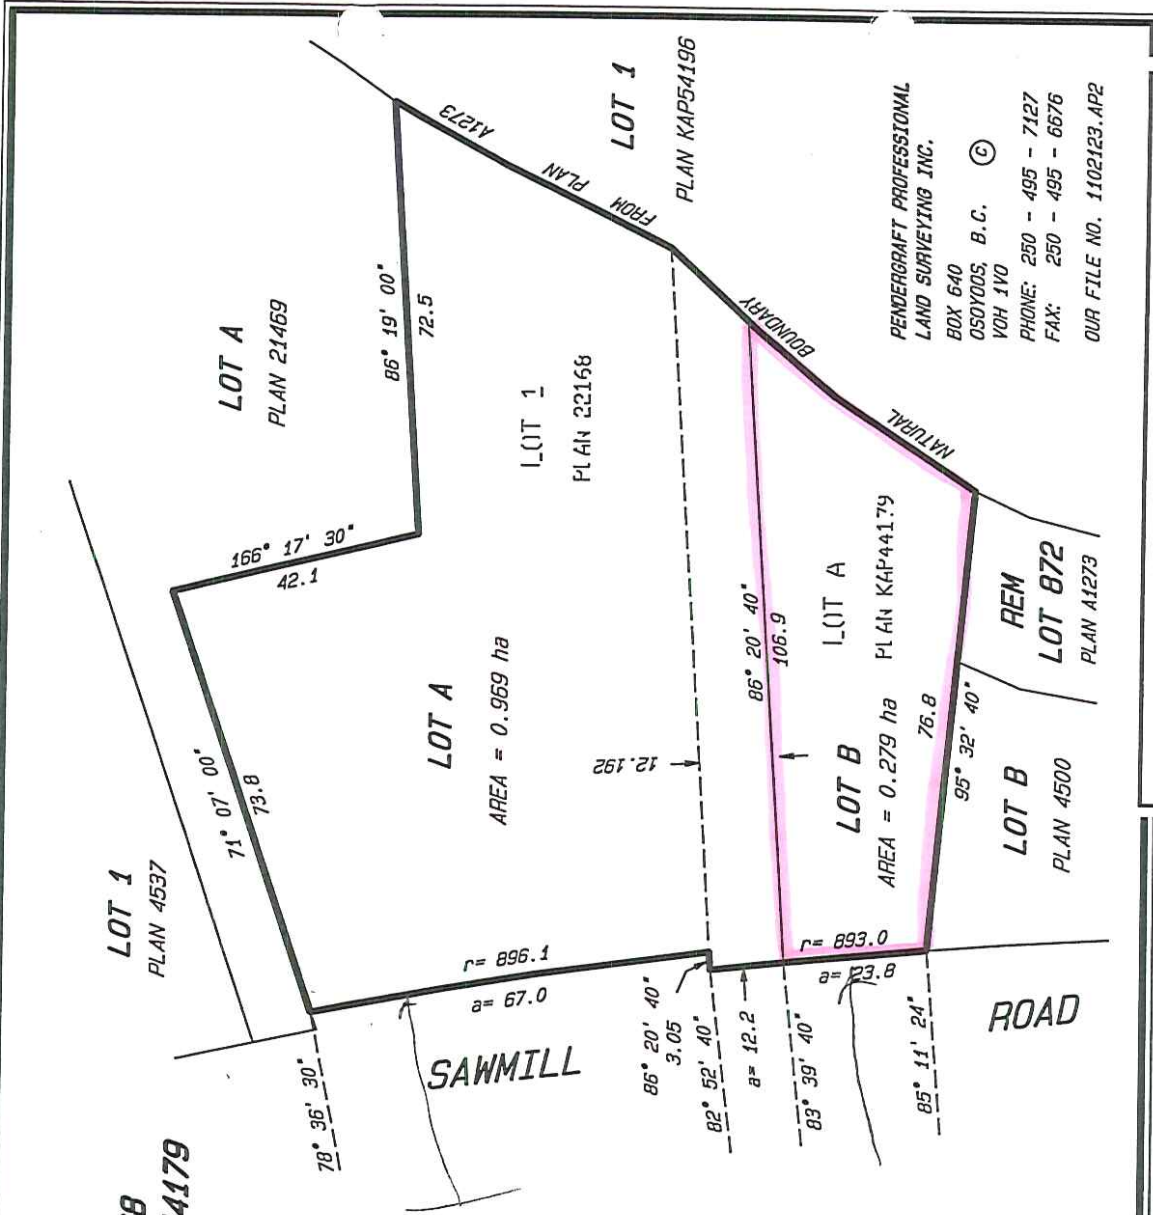 LOT 1
PLAN KAP54196
PENDERGRAFT PROFESSIONAL
LAND SURVEYING INC.
BOX 640
OSOYOOS, B.C. ©
V0H 1V0
PHONE: 250 - 495 - 7127
FAX: 250 - 495 - 6676
OUR FILE NO. 1102123.AP2
LOT A
PLAN 21469
86° 19' 00"
72.5
NATURAL BOUNDARY FROM PLAN A1273
LOT 1
PLAN 22168
166° 17' 30"
42.1
LOT 1
PLAN 4537
71° 07' 00"
73.8
LOT A
AREA = 0.969 ha
12.192
86° 20' 40"
106.9
LOT A
PLAN KAP44179
LOT B
AREA = 0.279 ha
76.8
95° 32' 40"
REM
LOT 872
PLAN A1273
LOT B
PLAN 4500
r= 896.1
a= 67.0
r= 893.0
a= 23.8
86° 20' 40"
3.05
82° 52' 40"
a= 12.2
83° 39' 40"
85° 11' 24"
78° 36' 30"
SAWMILL
ROAD
4179